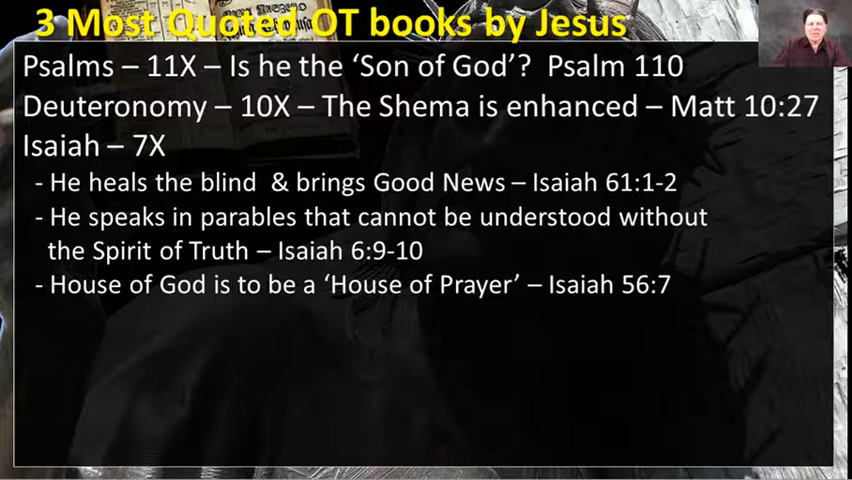 3 Most Quoted OT books by Jesus
Psalms – 11X – Is he the ‘Son of God’? Psalm 110
Deuteronomy – 10X – The Shema is enhanced – Matt 10:27
Isaiah – 7X
- He heals the blind & brings Good News – Isaiah 61:1-2
- He speaks in parables that cannot be understood without
the Spirit of Truth – Isaiah 6:9-10
- House of God is to be a ‘House of Prayer’ – Isaiah 56:7